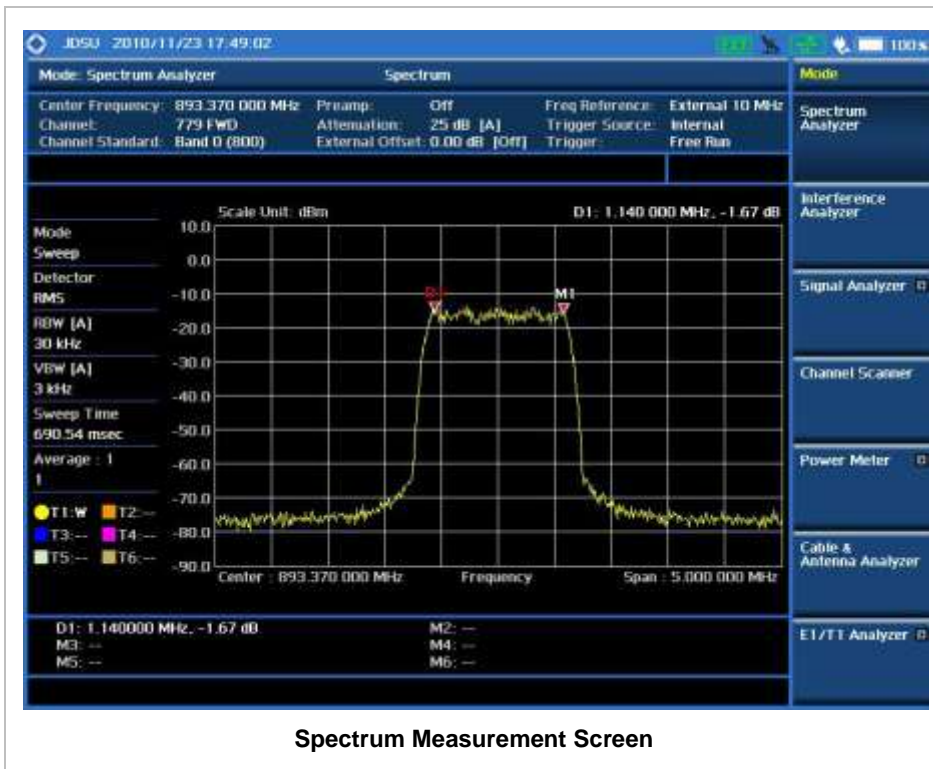 JDSU 2010/11/23 17:49:02
100%
Mode: Spectrum Analyzer Spectrum
Center Frequency: 893.370 000 MHz Preamp: Off Freq Reference: External 10 MHz
Channel: 779 FWD Attenuation: 25 dB [A] Trigger Source: Internal
Channel Standard: Band 0 (800) External Offset: 0.00 dB [Off] Trigger: Free Run
Scale Unit: dBm D1: 1.140 000 MHz, -1.67 dB
Mode
Sweep
Detector
RMS
RBW [A]
30 kHz
VBW [A]
3 kHz
Sweep Time
690.54 msec
Average : 1
1
T1:W T2:--
T3:-- T4:--
T5:-- T6:--
10.0
0.0
-10.0
-20.0
-30.0
-40.0
-50.0
-60.0
-70.0
-80.0
-90.0
M1
Center : 893.370 000 MHz Frequency Span : 5.000 000 MHz
D1: 1.140000 MHz, -1.67 dB M2: --
M3: -- M4: --
M5: -- M6: --
Mode
Spectrum
Analyzer
Interference
Analyzer
Signal Analyzer
Channel Scanner
Power Meter
Cable &
Antenna Analyzer
E1/T1 Analyzer
Spectrum Measurement Screen